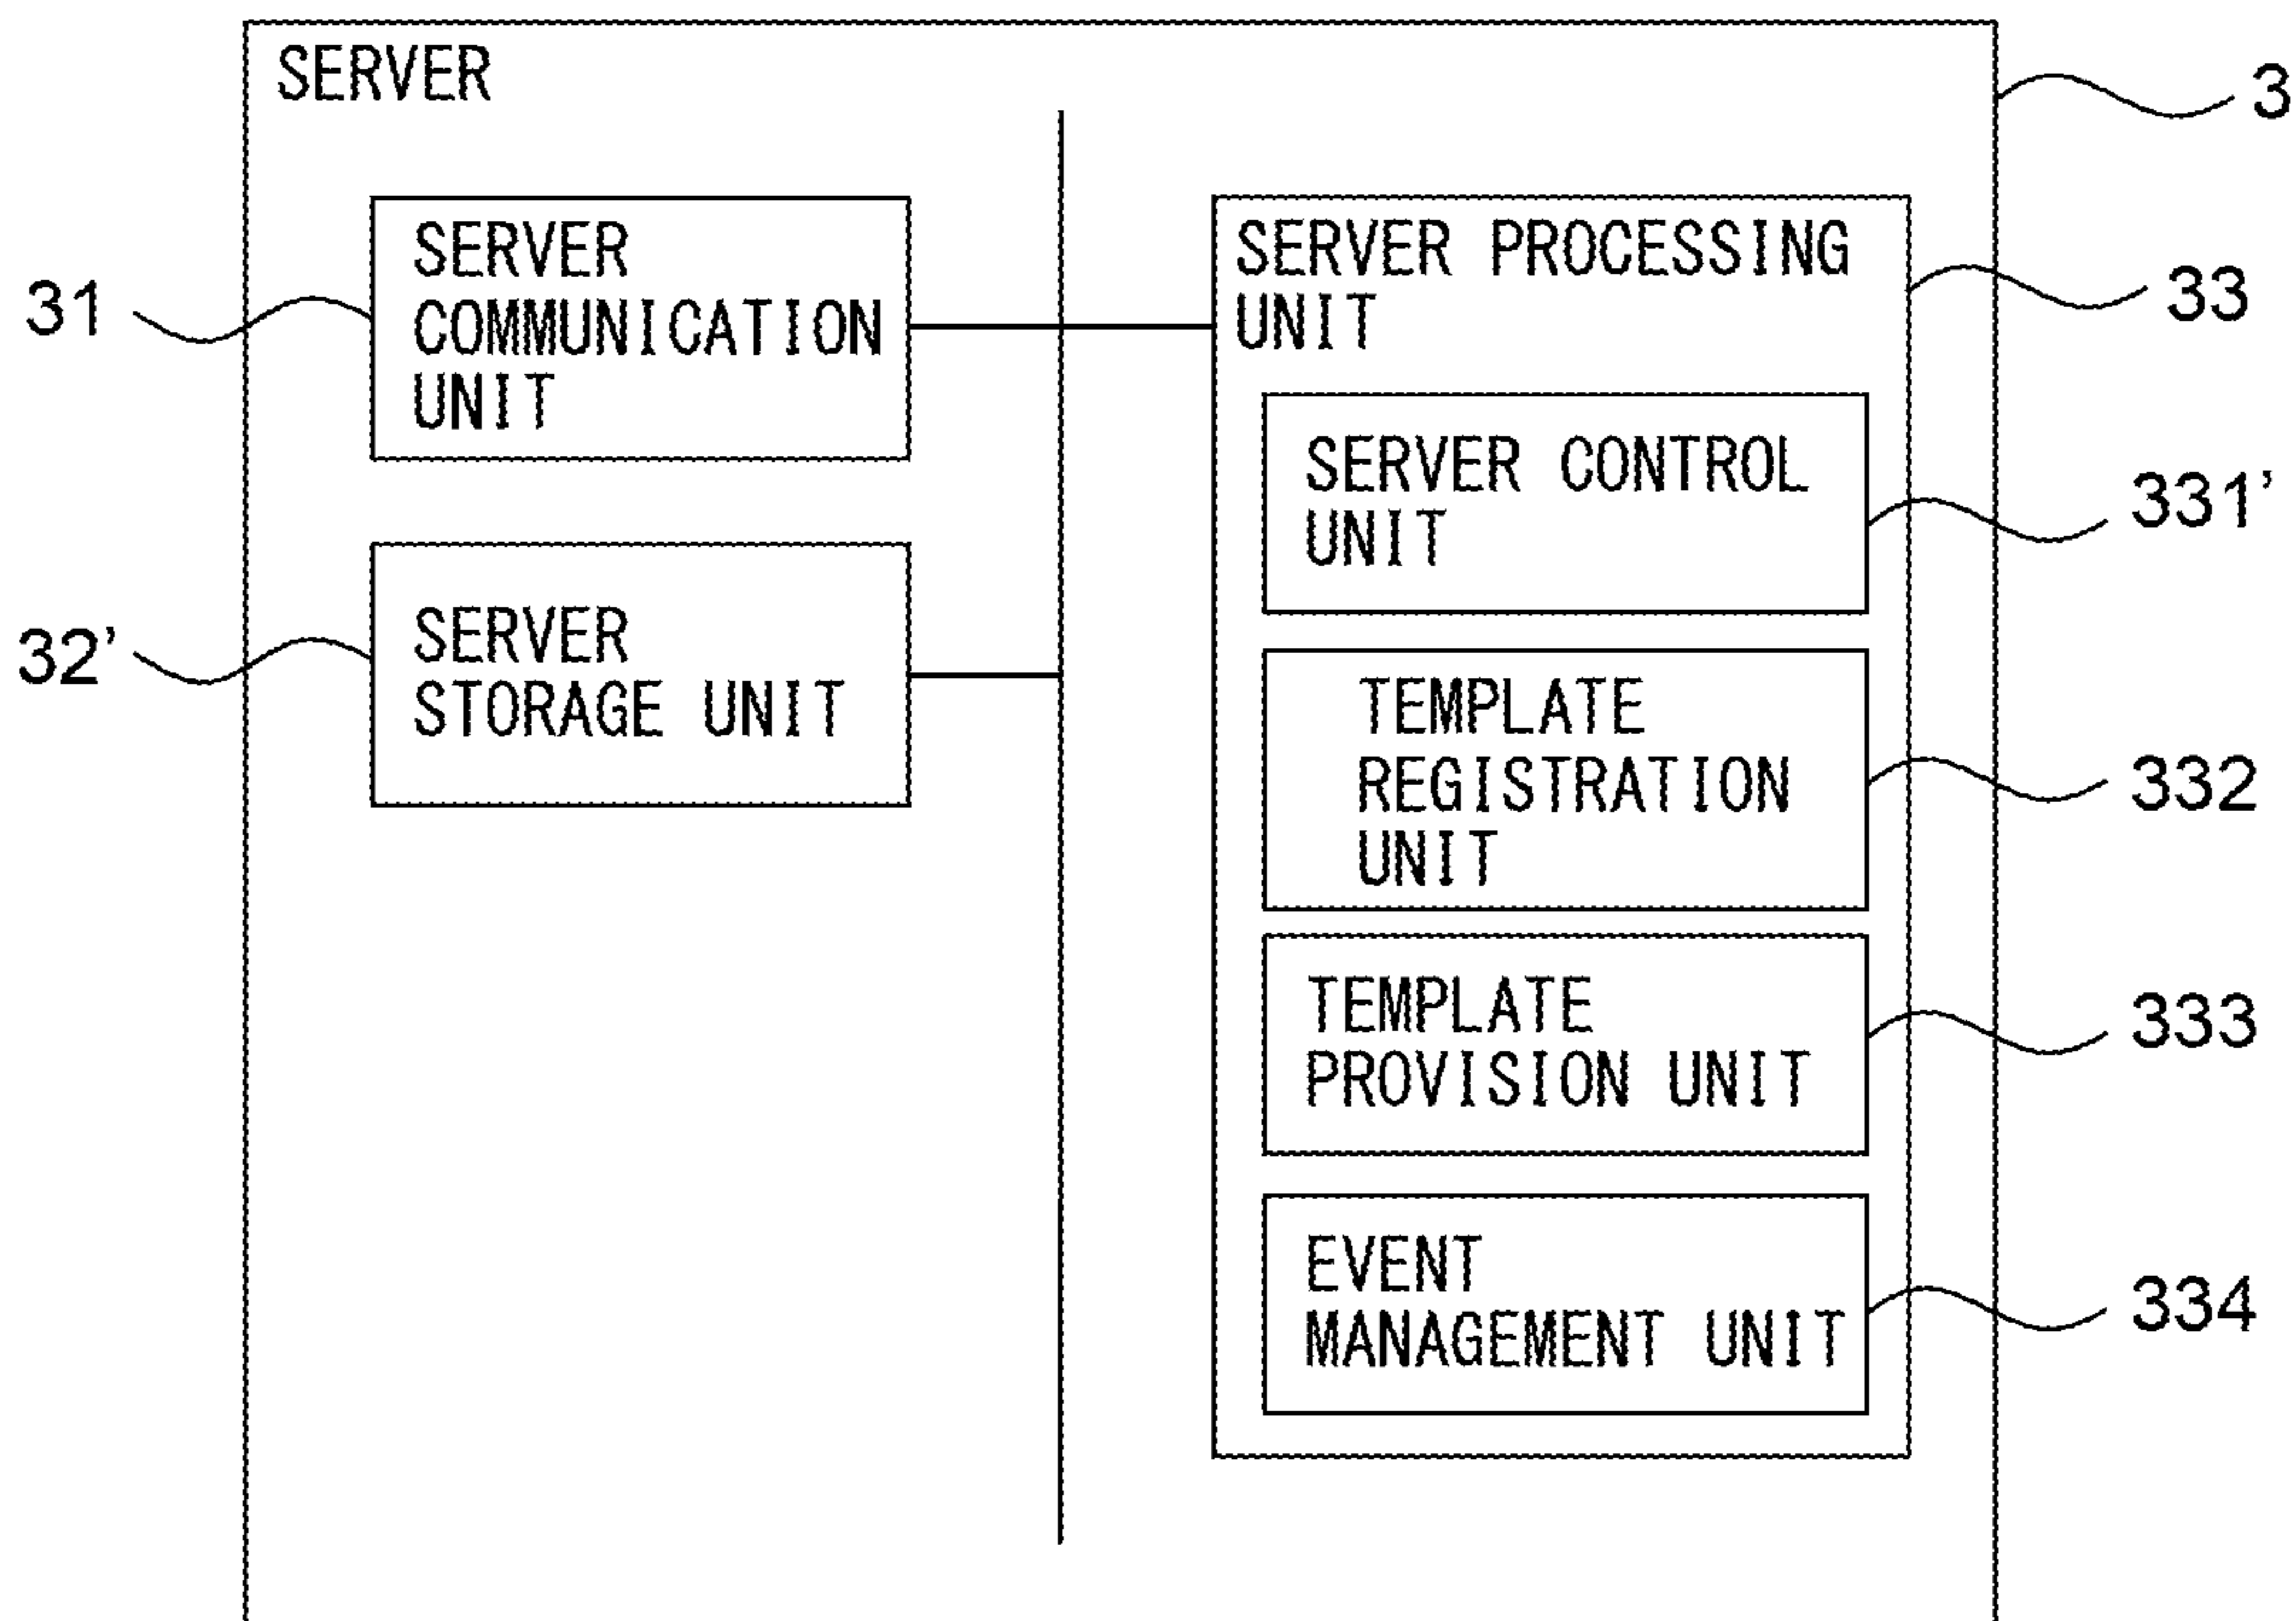 SERVER
3
SERVER
COMMUNICATION
UNIT
31
SERVER
STORAGE UNIT
32’
SERVER PROCESSING
UNIT
33
SERVER CONTROL
UNIT
331’
TEMPLATE
REGISTRATION
UNIT
332
TEMPLATE
PROVISION UNIT
333
EVENT
MANAGEMENT UNIT
334